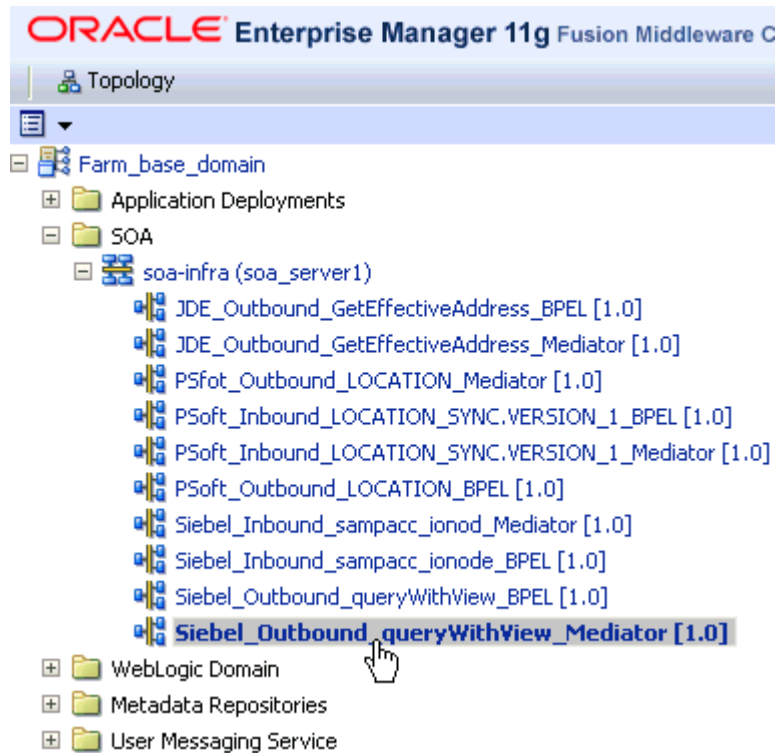 ORACLE Enterprise Manager 11g Fusion Middleware C
Topology
Farm_base_domain
Application Deployments
SOA
soa-infra (soa_server1)
JDE_Outbound_GetEffectiveAddress_BPEL [1.0]
JDE_Outbound_GetEffectiveAddress_Mediator [1.0]
PSfot_Outbound_LOCATION_Mediator [1.0]
PSoft_Inbound_LOCATION_SYNC.VERSION_1_BPEL [1.0]
PSoft_Inbound_LOCATION_SYNC.VERSION_1_Mediator [1.0]
PSoft_Outbound_LOCATION_BPEL [1.0]
Siebel_Inbound_sampacc_ionod_Mediator [1.0]
Siebel_Inbound_sampacc_ionode_BPEL [1.0]
Siebel_Outbound_queryWithView_BPEL [1.0]
Siebel_Outbound_queryWithView_Mediator [1.0]
WebLogic Domain
Metadata Repositories
User Messaging Service